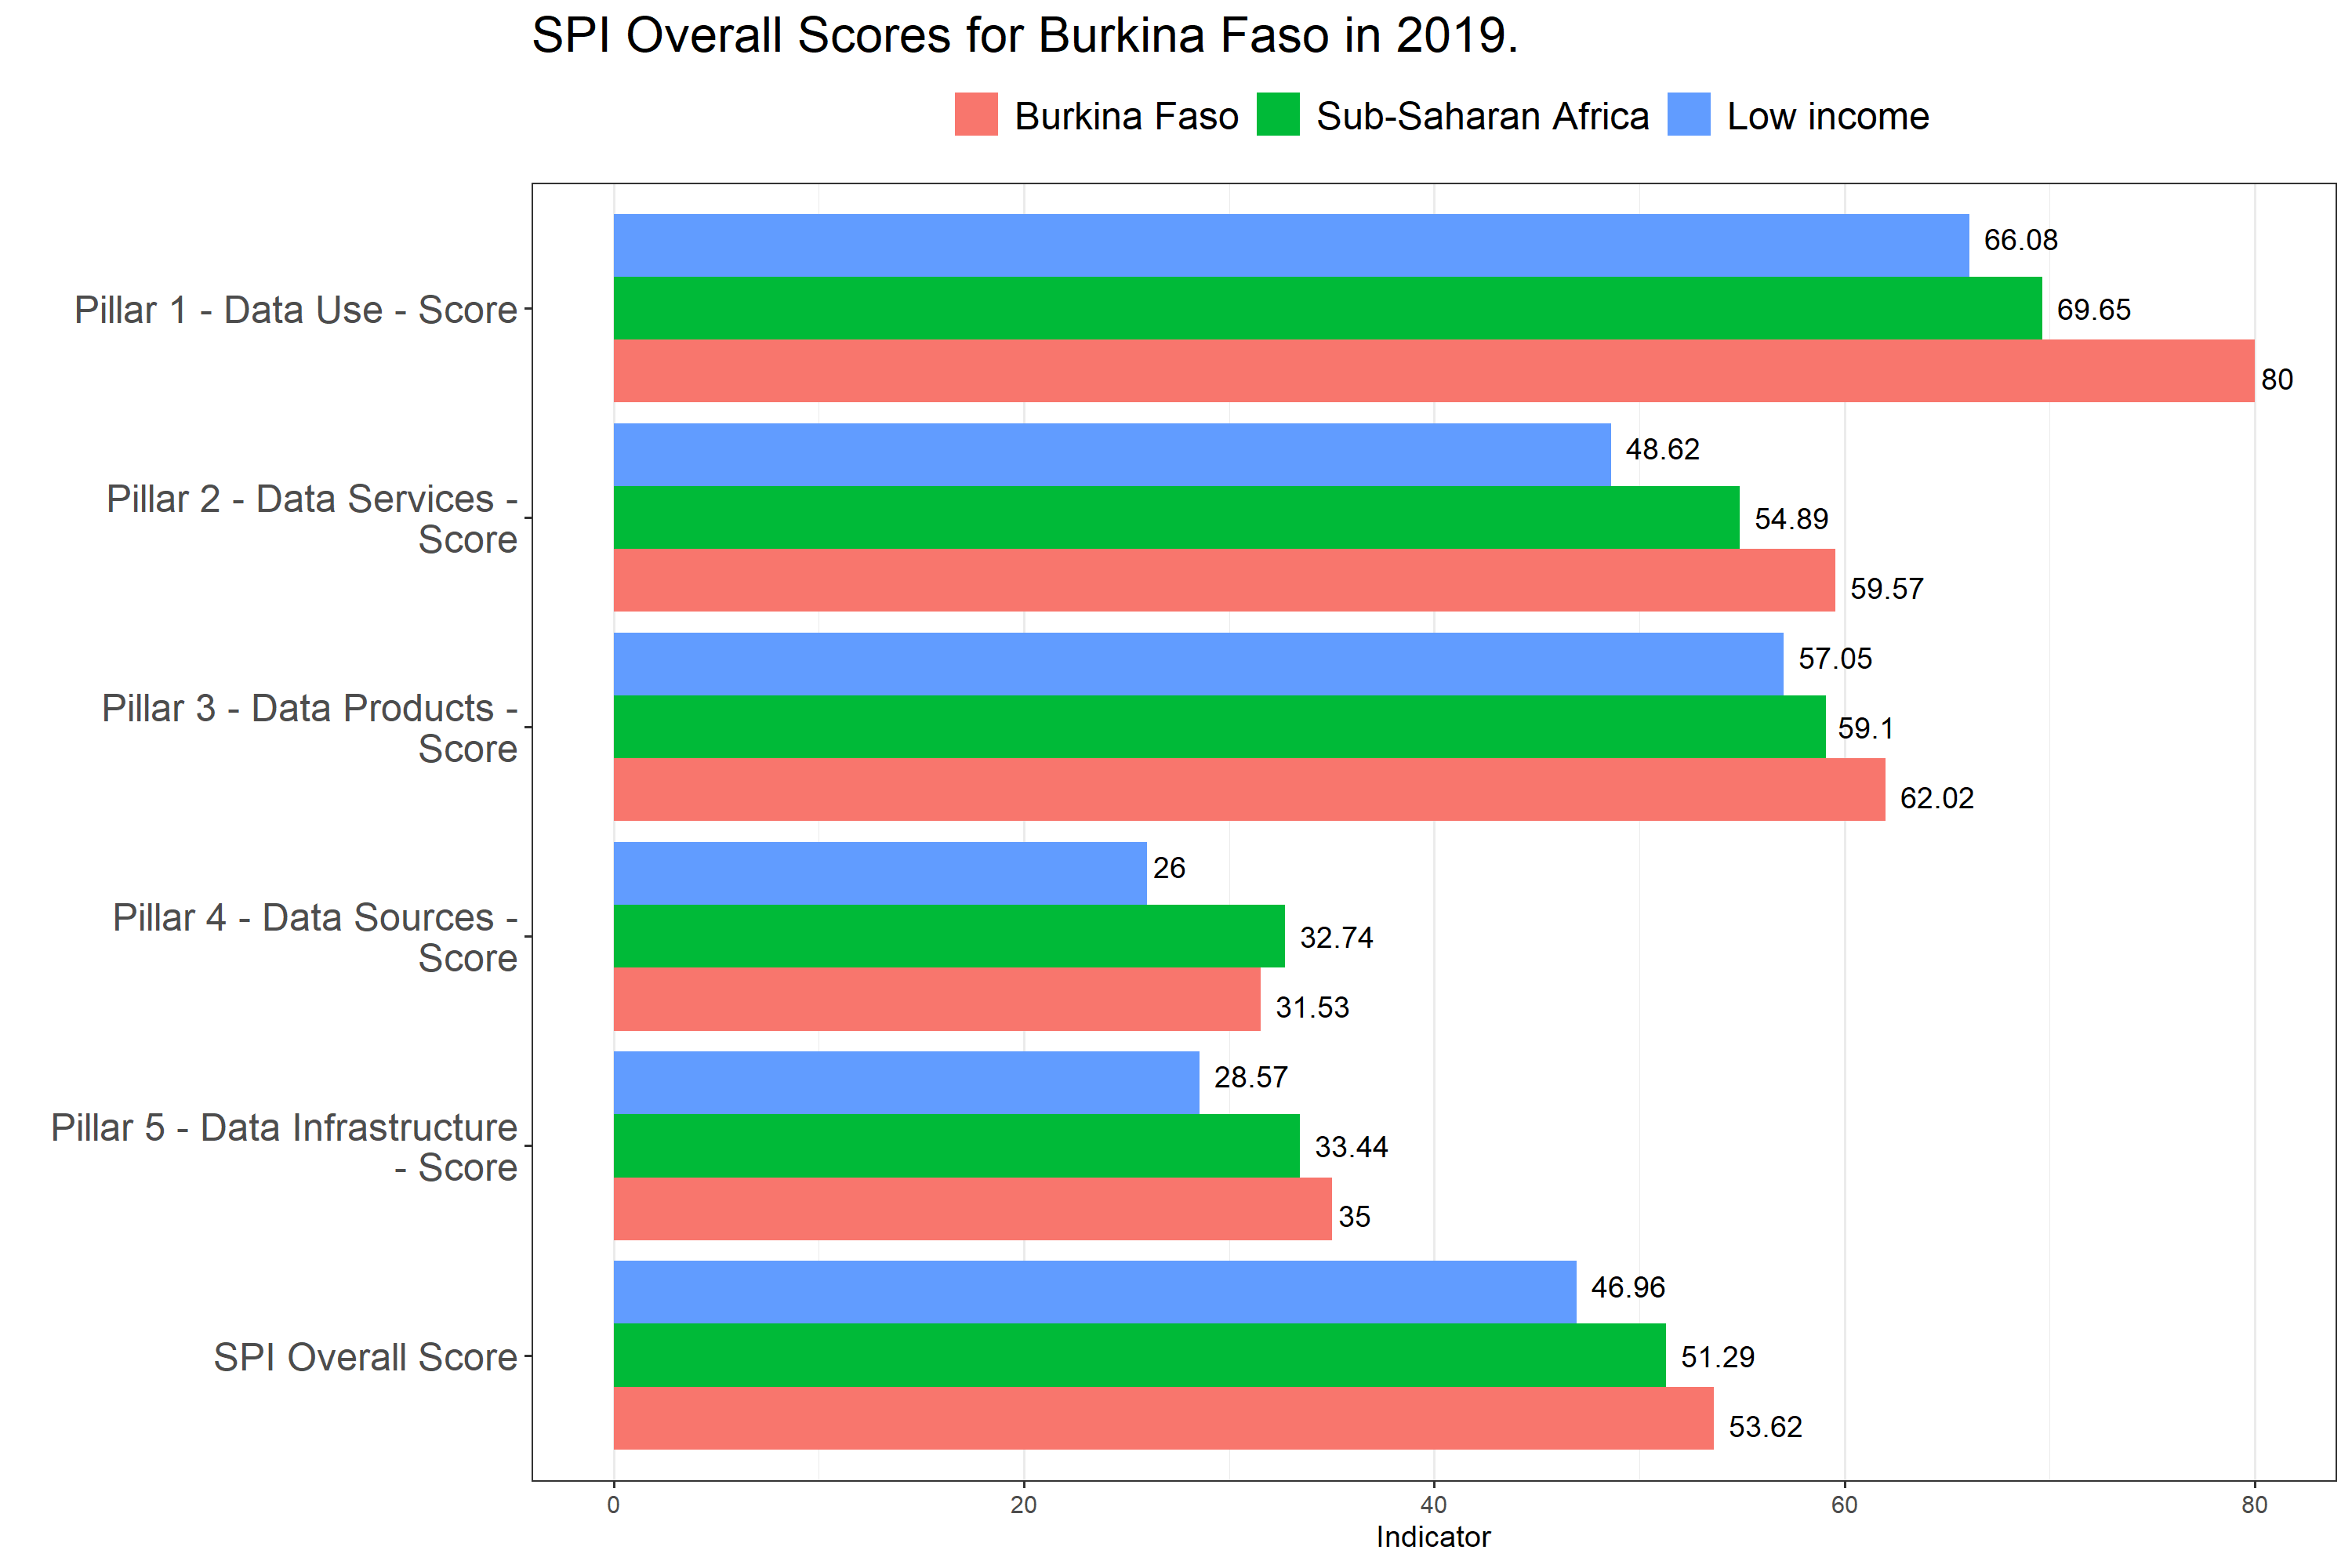 SPI Overall Scores for Burkina Faso in 2019.
Burkina Faso Sub-Saharan Africa Low income
Pillar 1 - Data Use - Score
66.08
69.65
80
Pillar 2 - Data Services -
Score
48.62
54.89
59.57
Pillar 3 - Data Products -
Score
57.05
59.1
62.02
Pillar 4 - Data Sources -
Score
26
32.74
31.53
Pillar 5 - Data Infrastructure
- Score
28.57
33.44
35
SPI Overall Score
46.96
51.29
53.62
0 20 40 60 80
Indicator